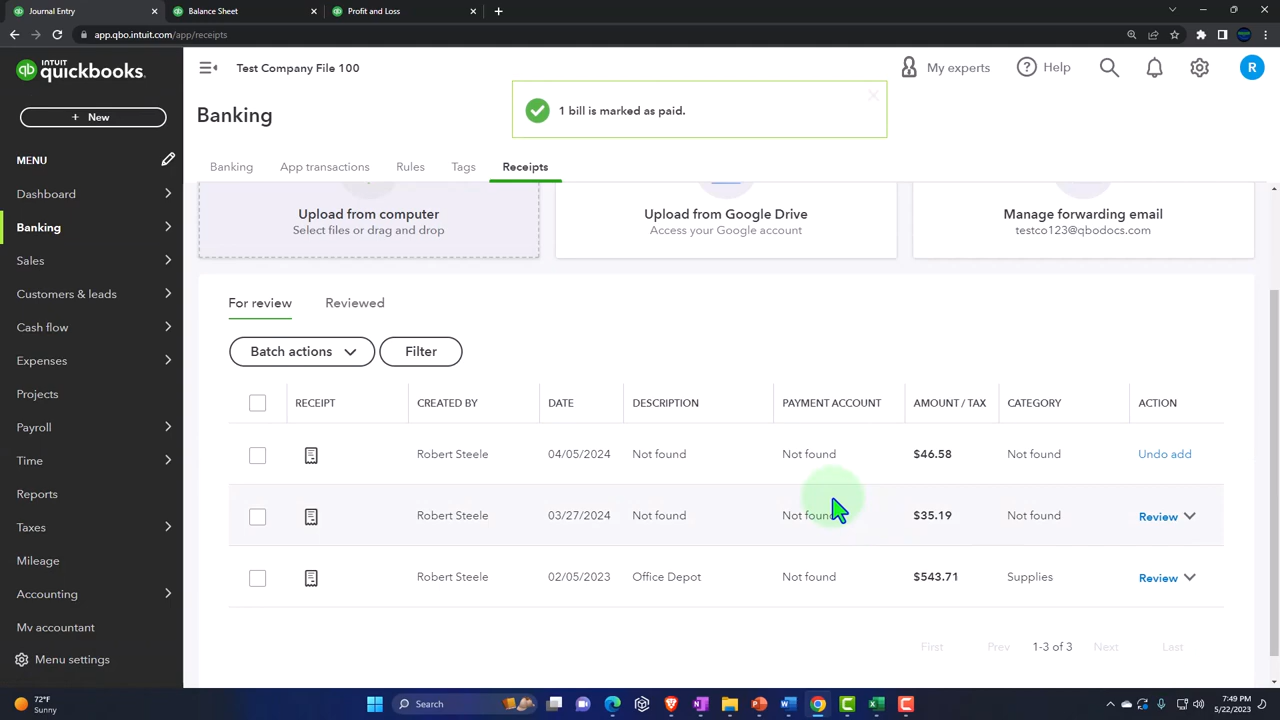 Journal Entry
Balance Sheet
Profit and Loss
app.qbo.intuit.com/app/receipts
INTUIT
quickbooks.
Test Company File 100
My experts
Help
R
1 bill is marked as paid.
+ New
Banking
MENU
Banking
App transactions
Rules
Tags
Receipts
Dashboard
Banking
Sales
Customers & leads
Cash flow
Expenses
Projects
Payroll
Time
Reports
Taxes
Mileage
Accounting
My accountant
Menu settings
Upload from computer
Select files or drag and drop
Upload from Google Drive
Access your Google account
Manage forwarding email
testco123@qbodocs.com
For review
Reviewed
Batch actions
Filter
RECEIPT CREATED BY DATE DESCRIPTION PAYMENT ACCOUNT AMOUNT / TAX CATEGORY ACTION
Robert Steele 04/05/2024 Not found Not found $46.58 Not found Undo add
Robert Steele 03/27/2024 Not found Not found $35.19 Not found Review
Robert Steele 02/05/2023 Office Depot Not found $543.71 Supplies Review
First Prev 1-3 of 3 Next Last
72°F
Sunny
Search
7:49 PM
5/22/2023